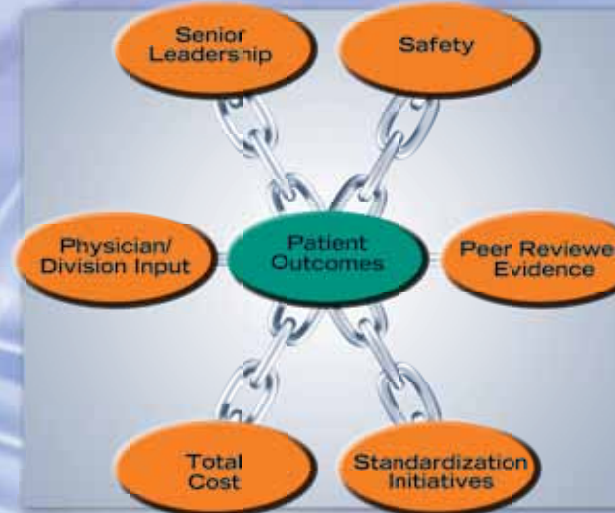 Senior
Leadership
Safety
Physician/
Division Input
Patient
Outcomes
Peer Reviewe
Evidence
Total
Cost
Standardization
Initiatives